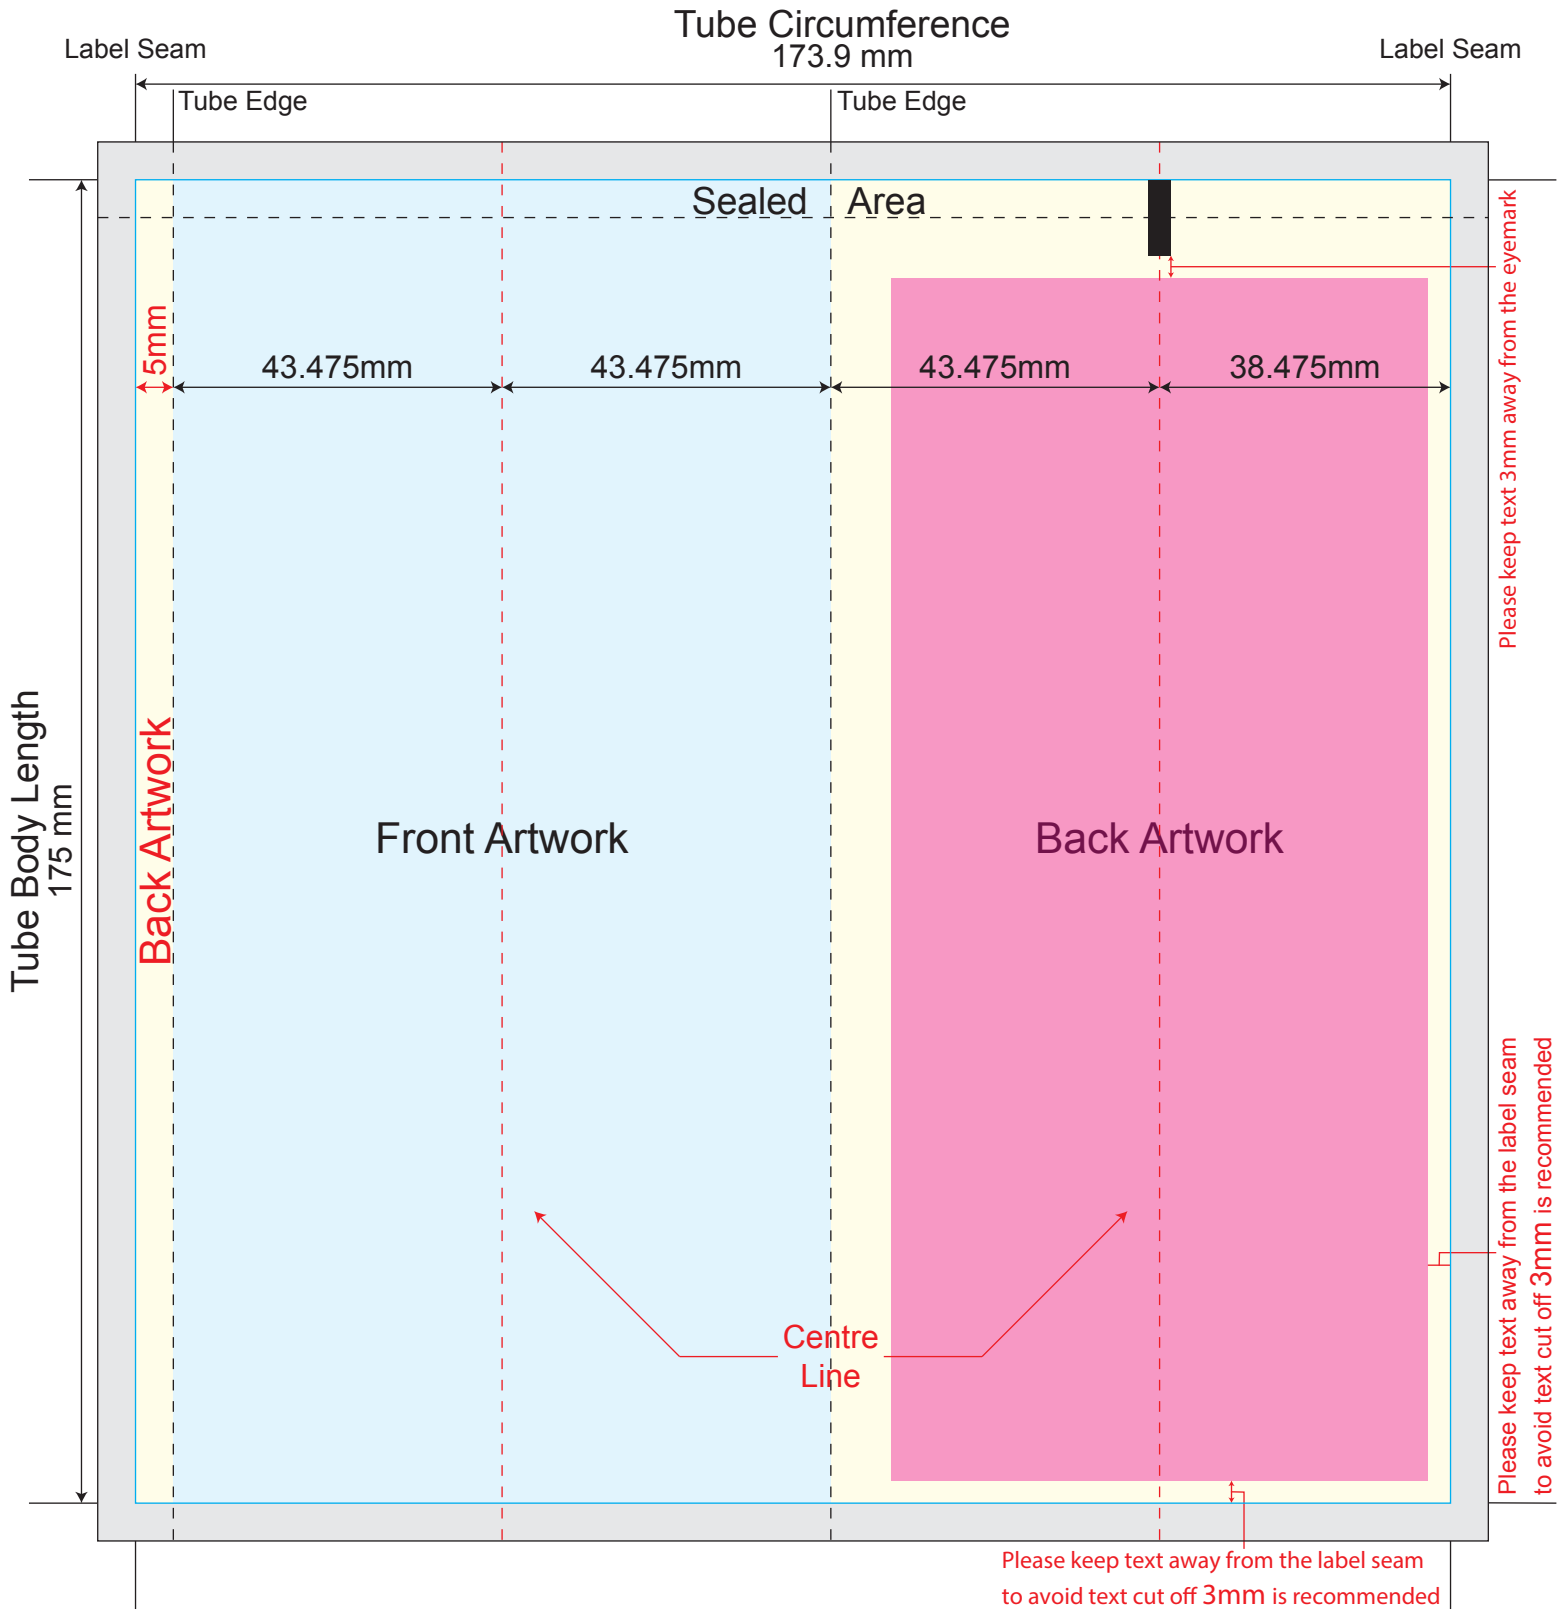 Tube Circumference
173.9 mm
Label Seam
Label Seam
Tube Edge
Tube Edge
Sealed Area
5mm
43.475mm
43.475mm
43.475mm
38.475mm
Please keep text 3mm away from the eyemark
Tube Body Length
175 mm
Back Artwork
Front Artwork
Back Artwork
Centre
Line
Please keep text away from the label seam
to avoid text cut off 3mm is recommended
Please keep text away from the label seam
to avoid text cut off 3mm is recommended